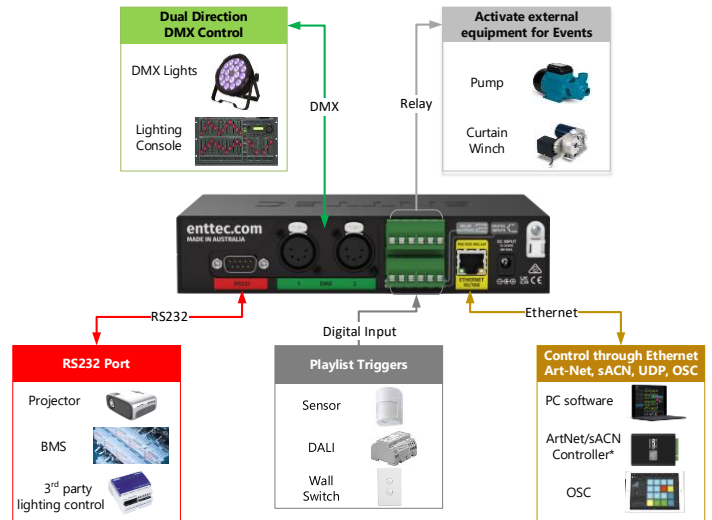 Dual Direction
DMX Control
DMX Lights
Lighting
Console
Activate external
equipment for Events
Pump
Curtain
Winch
DMX
Relay
ENTTEC
enttec.com
MADE IN AUSTRALIA
RS232
1 DMX 2
ETHERNET
10/100
DC INPUT
RS232
Digital Input
Ethernet
RS232 Port
Projector
BMS
3rd party
lighting control
Playlist Triggers
Sensor
DALI
Wall
Switch
Control through Ethernet
Art-Net, sACN, UDP, OSC
PC software
ArtNet/sACN
Controller*
OSC